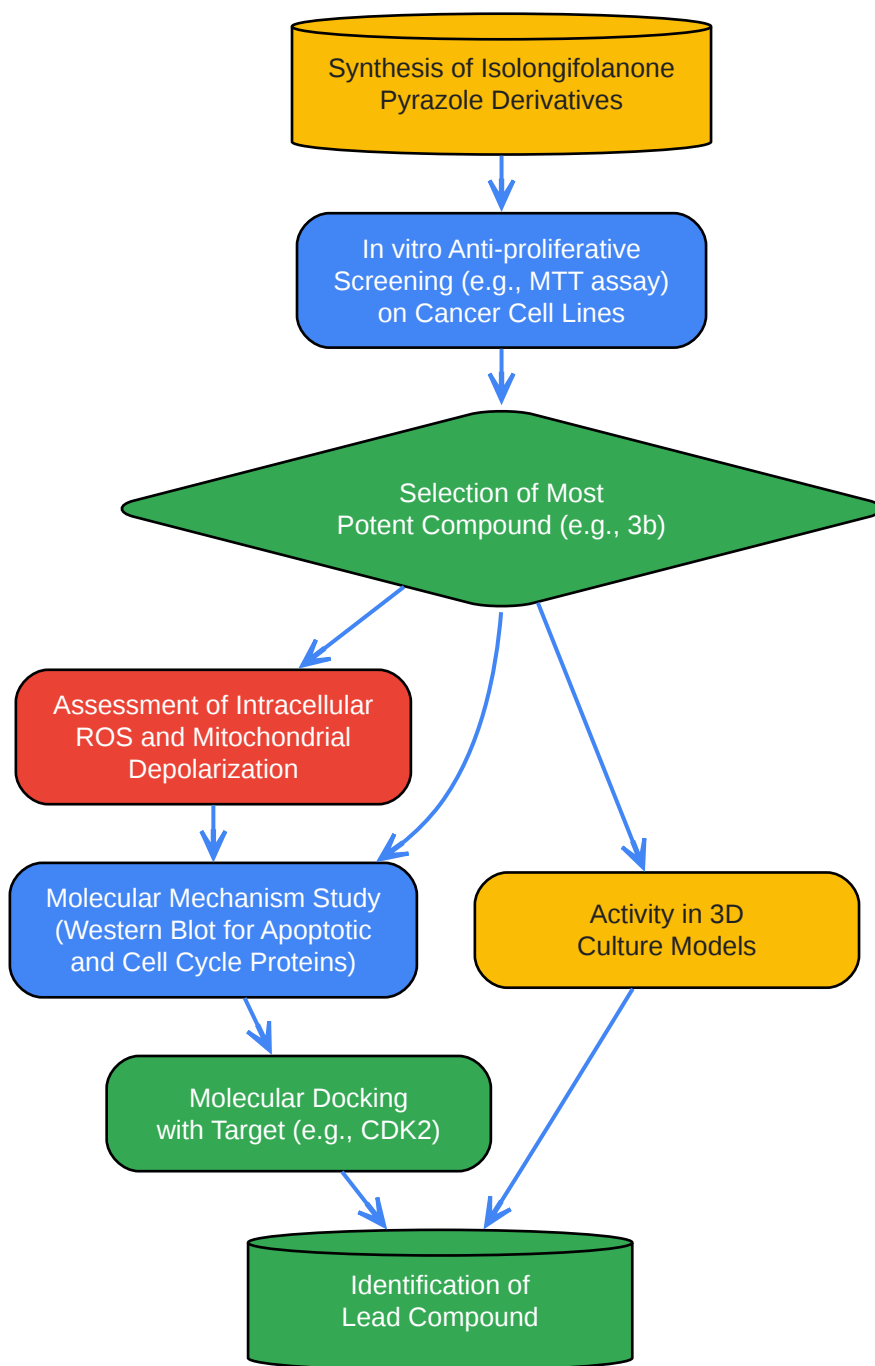 Synthesis of Isolongifolanone
Pyrazole Derivatives
In vitro Anti-proliferative
Screening (e.g., MTT assay)
on Cancer Cell Lines
Selection of Most
Potent Compound (e.g., 3b)
Assessment of Intracellular
ROS and Mitochondrial
Depolarization
Molecular Mechanism Study
(Western Blot for Apoptotic
and Cell Cycle Proteins)
Activity in 3D
Culture Models
Molecular Docking
with Target (e.g., CDK2)
Identification of
Lead Compound